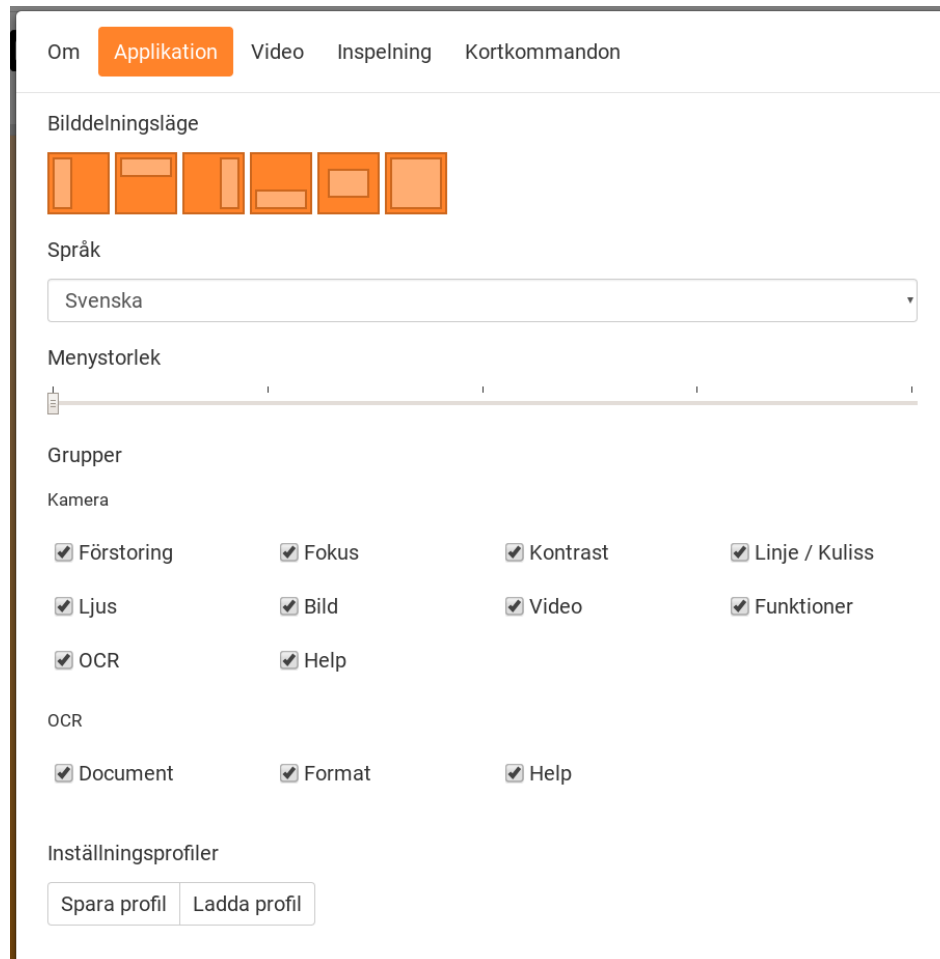 Om Applikation Video Inspelning Kortkommandon
Bilddelningsläge
Språk
Svenska
Menystorlek
Grupper
Kamera
Förstoring Fokus Kontrast Linje / Kuliss
Ljus Bild Video Funktioner
OCR Help
OCR
Document Format Help
Inställningsprofiler
Spara profil Ladda profil